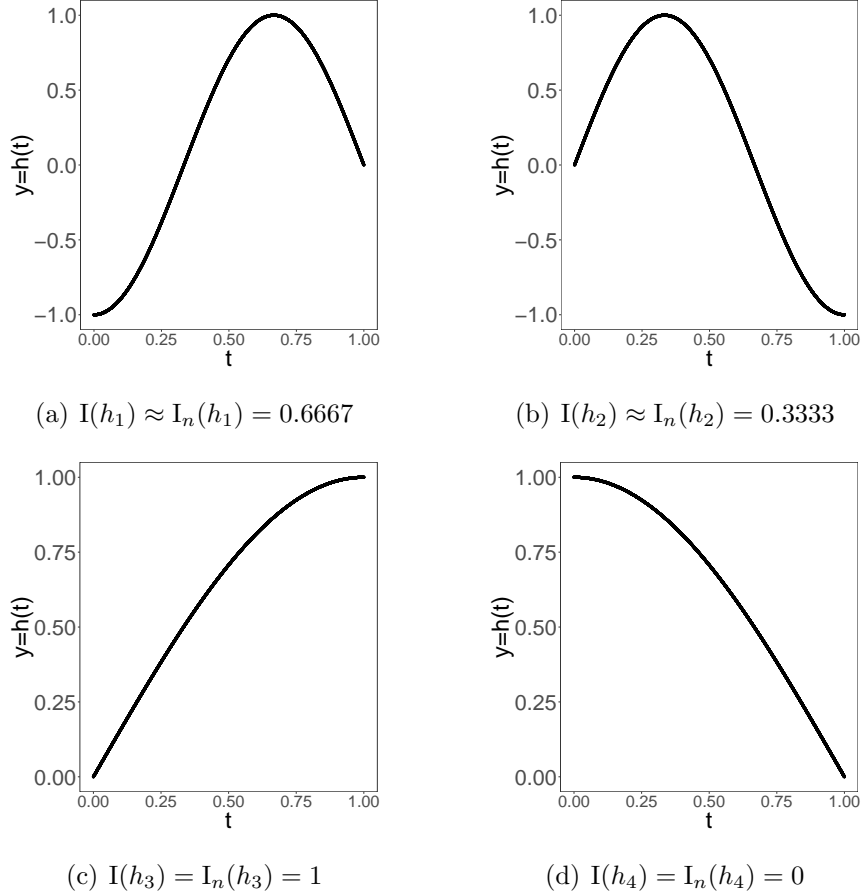 1.0
0.5
0.0
−0.5
−1.0
y=h(t)
0.00 0.25 0.50 0.75 1.00
t
(a) I(h₁) ≈ Iₙ(h₁) = 0.6667
1.0
0.5
0.0
−0.5
−1.0
y=h(t)
0.00 0.25 0.50 0.75 1.00
t
(b) I(h₂) ≈ Iₙ(h₂) = 0.3333
1.00
0.75
0.50
0.25
0.00
y=h(t)
0.00 0.25 0.50 0.75 1.00
t
(c) I(h₃) = Iₙ(h₃) = 1
1.00
0.75
0.50
0.25
0.00
y=h(t)
0.00 0.25 0.50 0.75 1.00
t
(d) I(h₄) = Iₙ(h₄) = 0